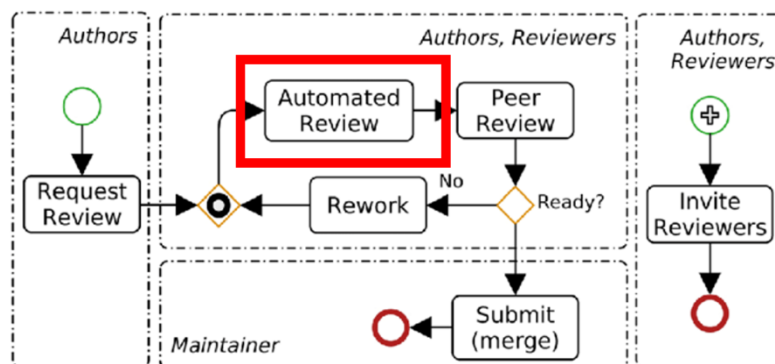 Authors
Authors, Reviewers
Authors,
Reviewers
Automated
Review
Peer
Review
Request
Review
Rework
No
Ready?
Invite
Reviewers
Submit
(merge)
Maintainer